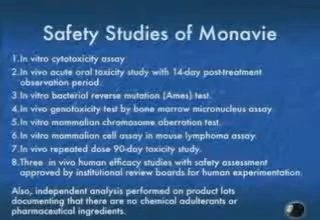 Safety Studies of Monavie
1.In vitro cytotoxicity assay
2.In vivo acute oral toxicity study with 14-day post-treatment
observation period.
3.In vitro bacterial reverse mutation (Ames) test.
4.In vivo genotoxicity test by bone marrow micronucleus assay.
5.In vitro mammalian chromosome aberration test.
6.In vitro mammalian cell assay in mouse lymphoma assay.
7.In vivo repeated dose 90-day toxicity study.
8.Three in vivo human efficacy studies with safety assessment
approved by institutional review boards for human experimentation.
Also, independent analysis performed on product lots
documenting that there are no chemical adulterants or
pharmaceutical ingredients.